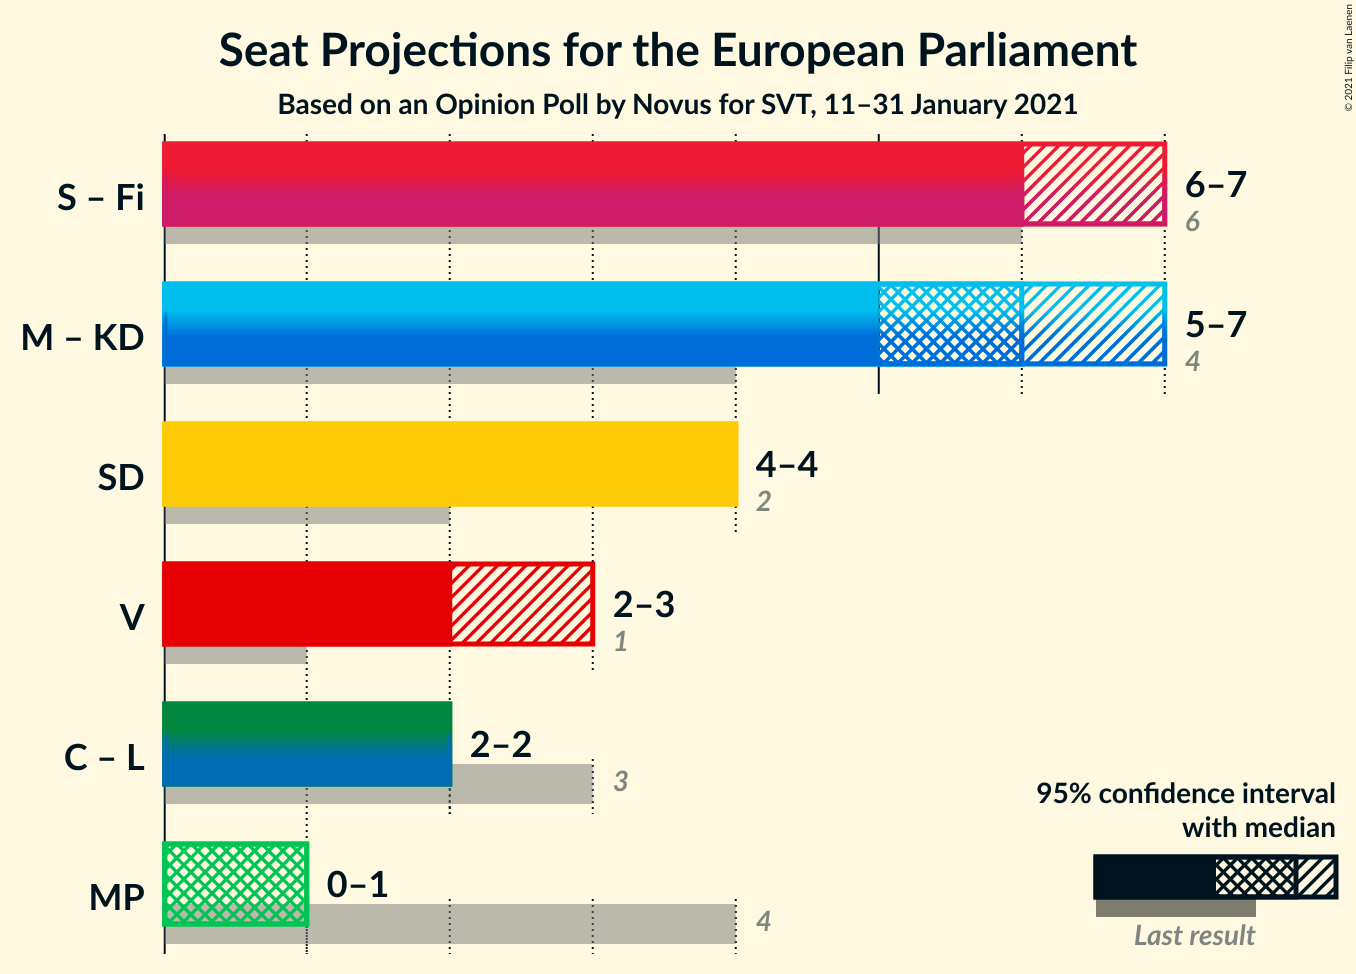 Seat Projections for the European Parliament
Based on an Opinion Poll by Novus for SVT, 11–31 January 2021
© 2021 Filip van Laenen
S – Fi
6–7
6
M – KD
5–7
4
SD
4–4
2
V
2–3
1
C – L
2–2
3
MP
0–1
4
95% confidence interval
with median
Last result